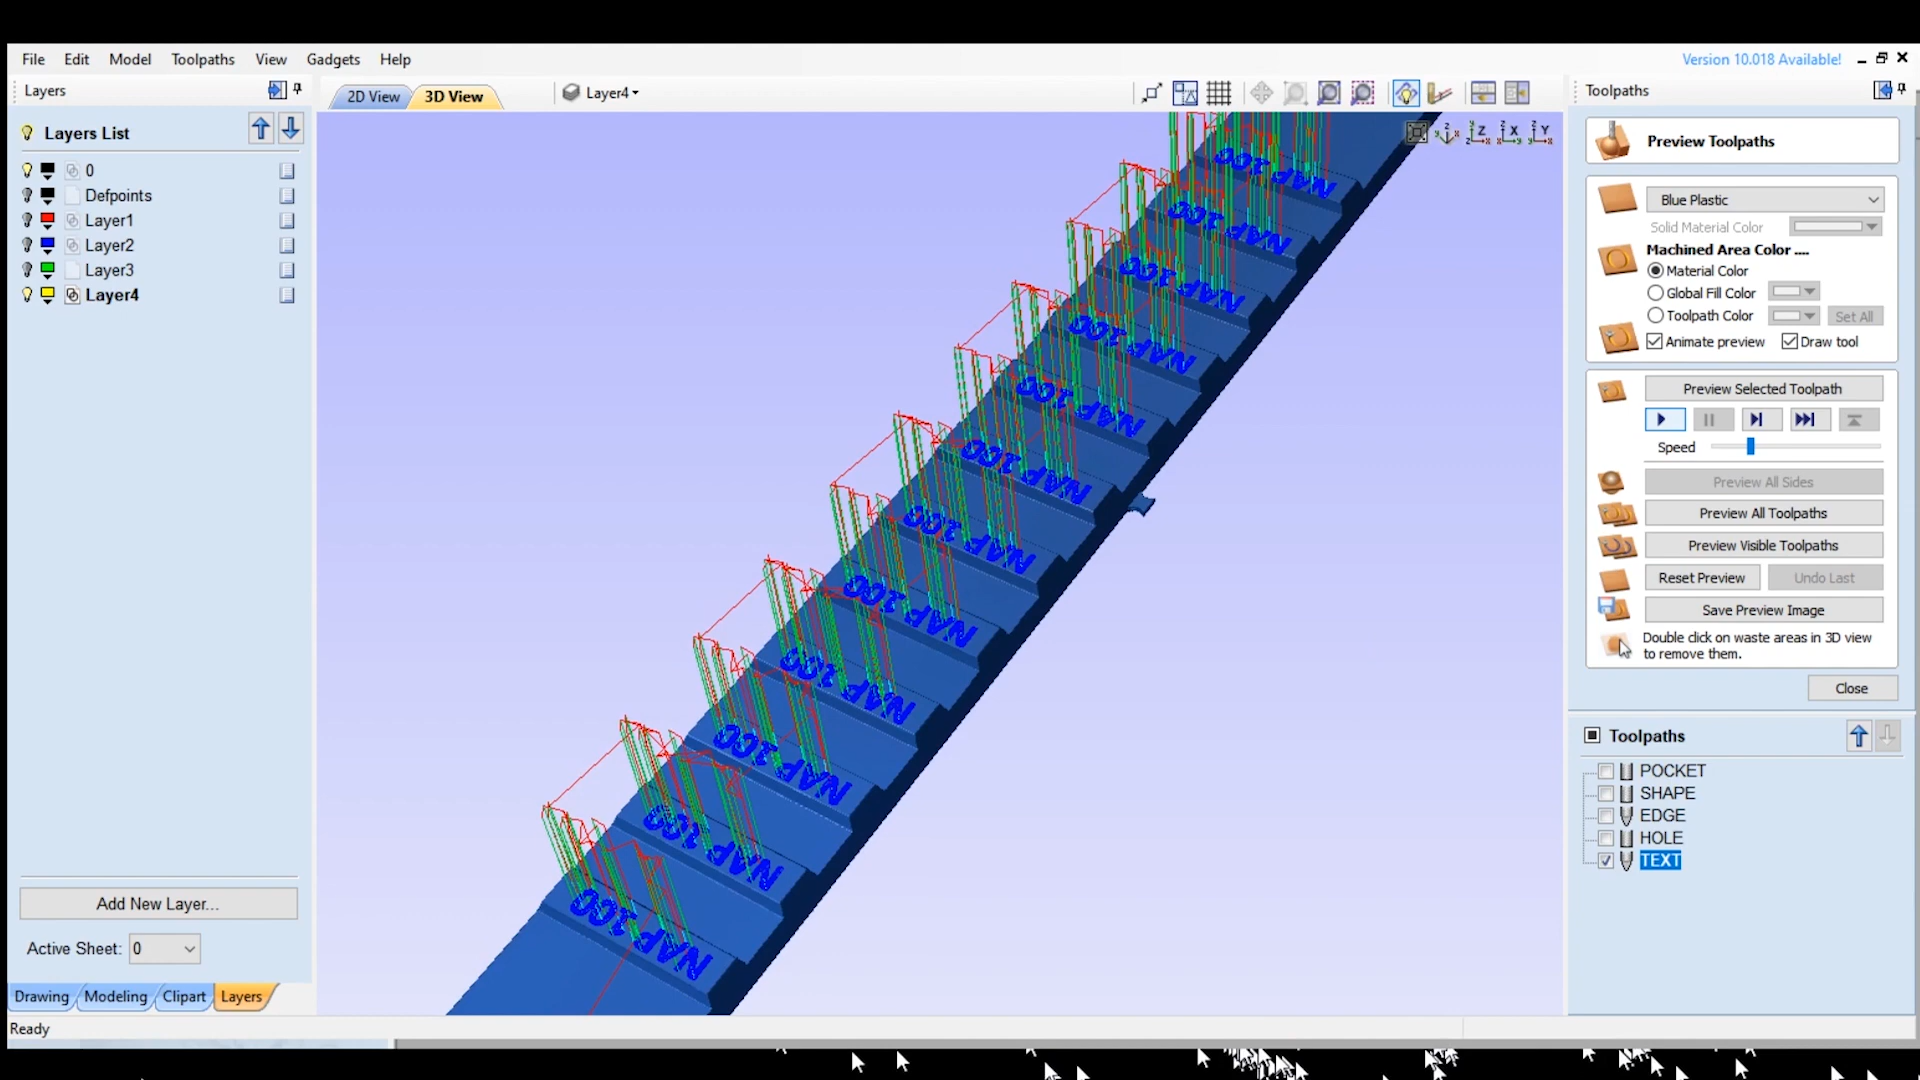 File Edit Model Toolpaths View Gadgets Help
Version 10.018 Available!
Layers
2D View 3D View
Layer4
Layers List
0
Defpoints
Layer1
Layer2
Layer3
Layer4
Add New Layer...
Active Sheet: 0
Drawing Modeling Clipart Layers
Ready
NAP 100
NAP 100
NAP 100
NAP 100
NAP 100
NAP 100
NAP 100
NAP 100
NAP 100
NAP 100
NAP 100
NAP 100
Z X Y
Toolpaths
Preview Toolpaths
Blue Plastic
Solid Material Color
Machined Area Color ....
Material Color
Global Fill Color
Toolpath Color Set All
Animate preview Draw tool
Preview Selected Toolpath
Speed
Preview All Sides
Preview All Toolpaths
Preview Visible Toolpaths
Reset Preview Undo Last
Save Preview Image
Double click on waste areas in 3D view
to remove them.
Close
Toolpaths
POCKET
SHAPE
EDGE
HOLE
TEXT